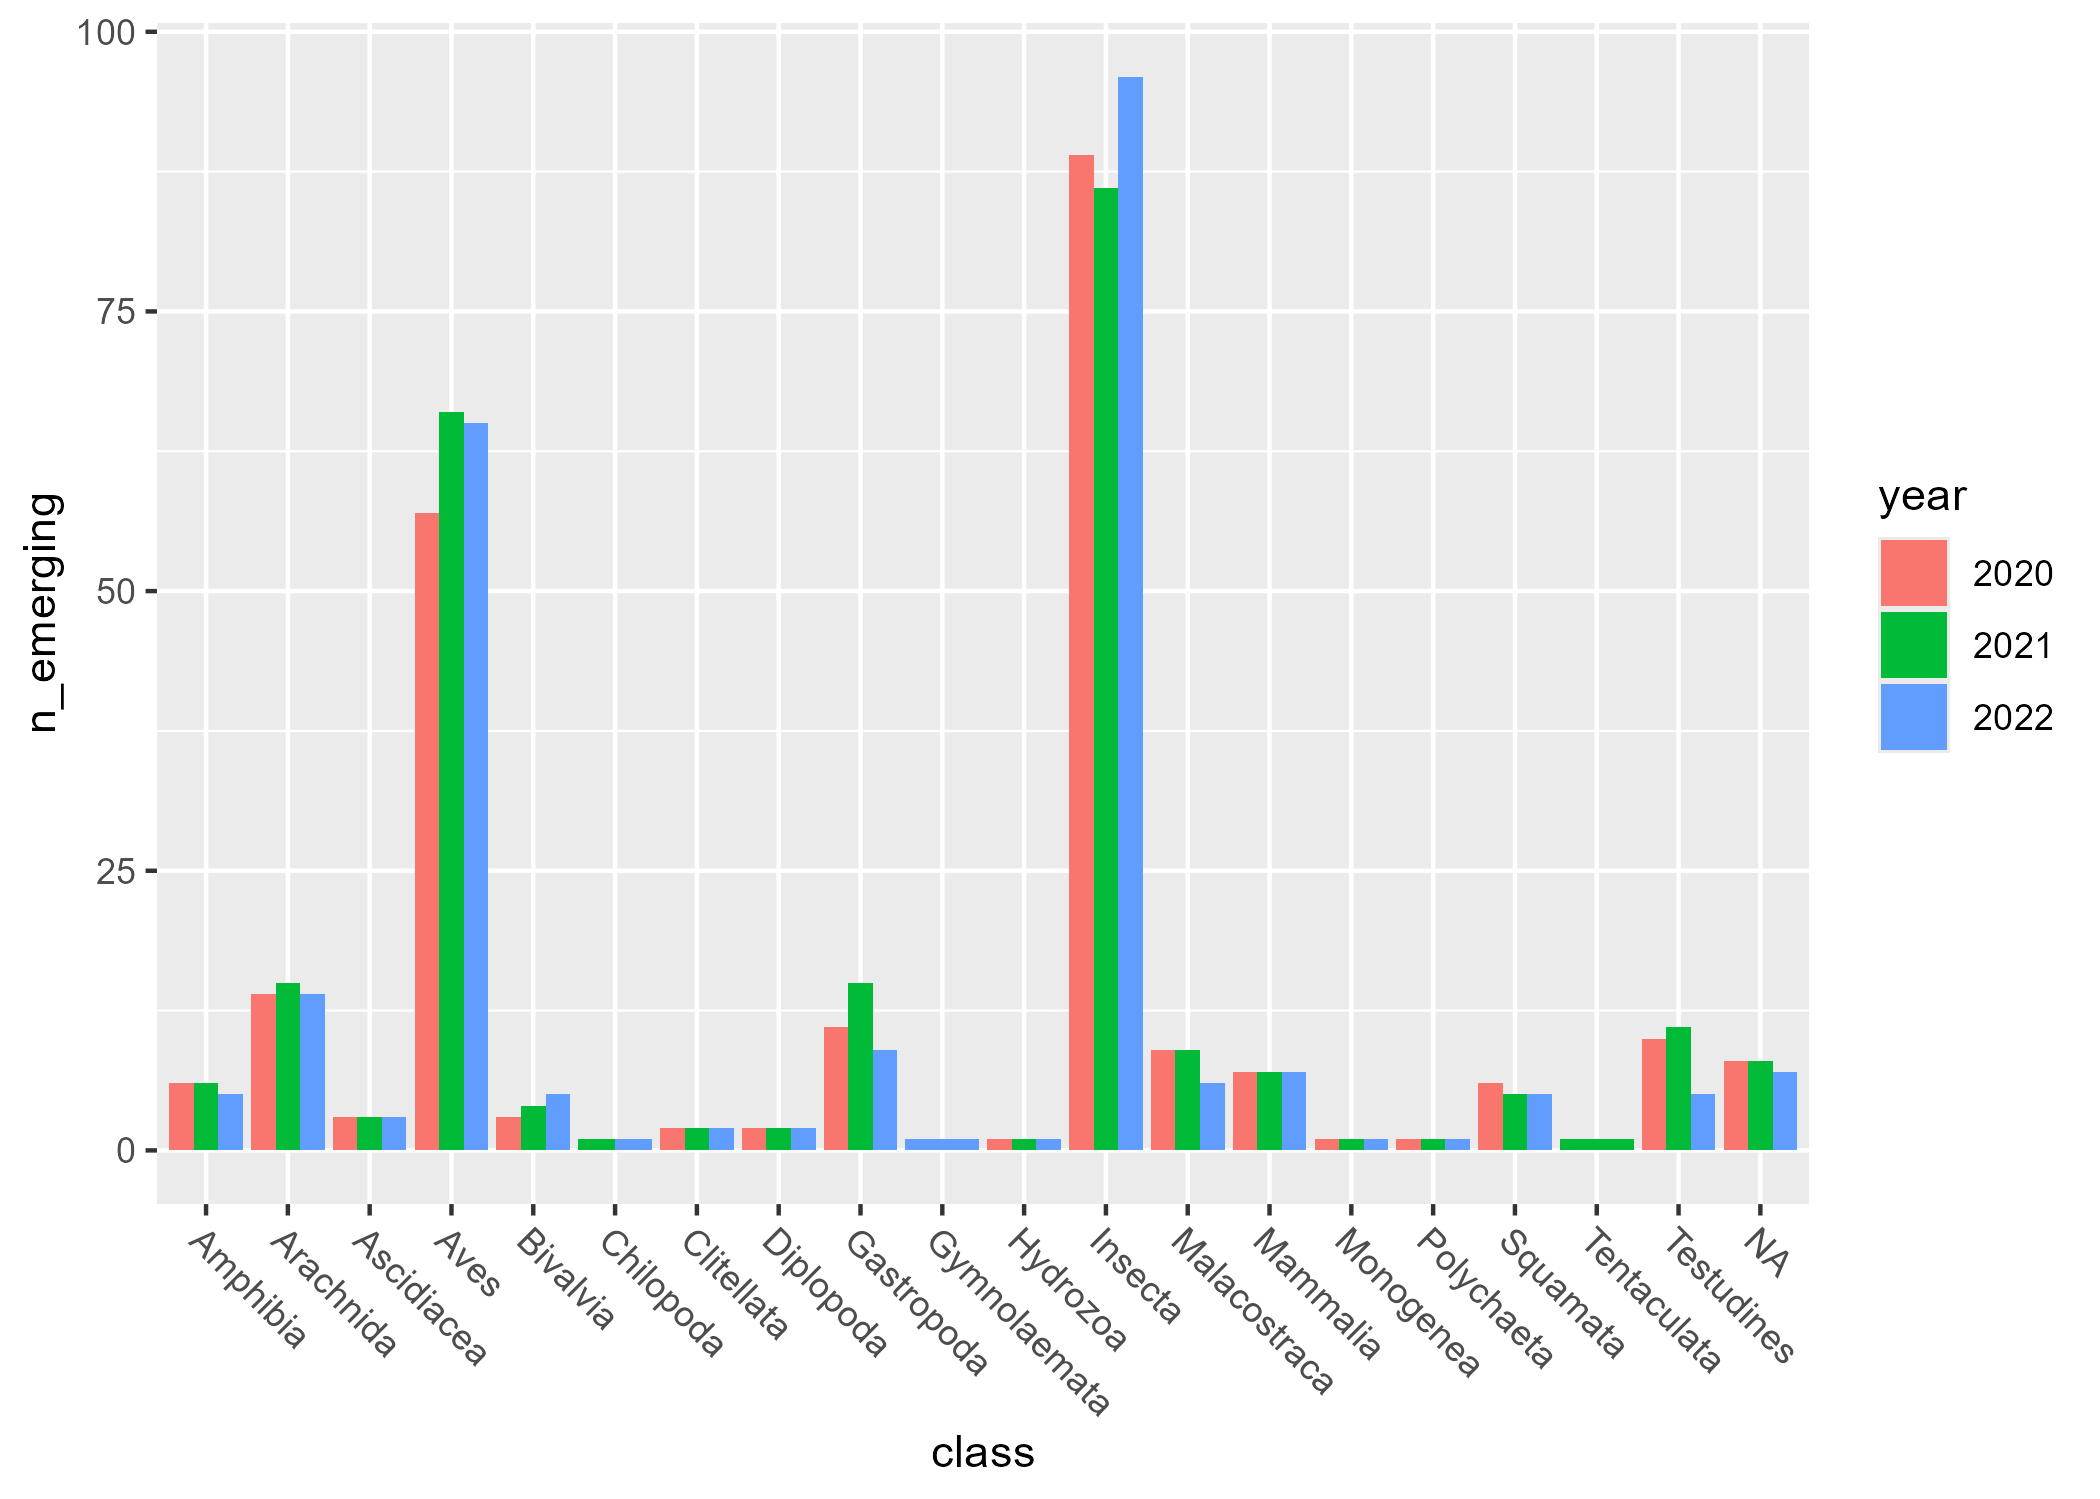 100
75
50
25
0
n_emerging
Amphibia
Arachnida
Ascidiacea
Aves
Bivalvia
Chilopoda
Clitellata
Diplopoda
Gastropoda
Gymnolaemata
Hydrozoa
Insecta
Malacostraca
Mammalia
Monogenea
Polychaeta
Squamata
Tentaculata
Testudines
NA
class
year
2020
2021
2022